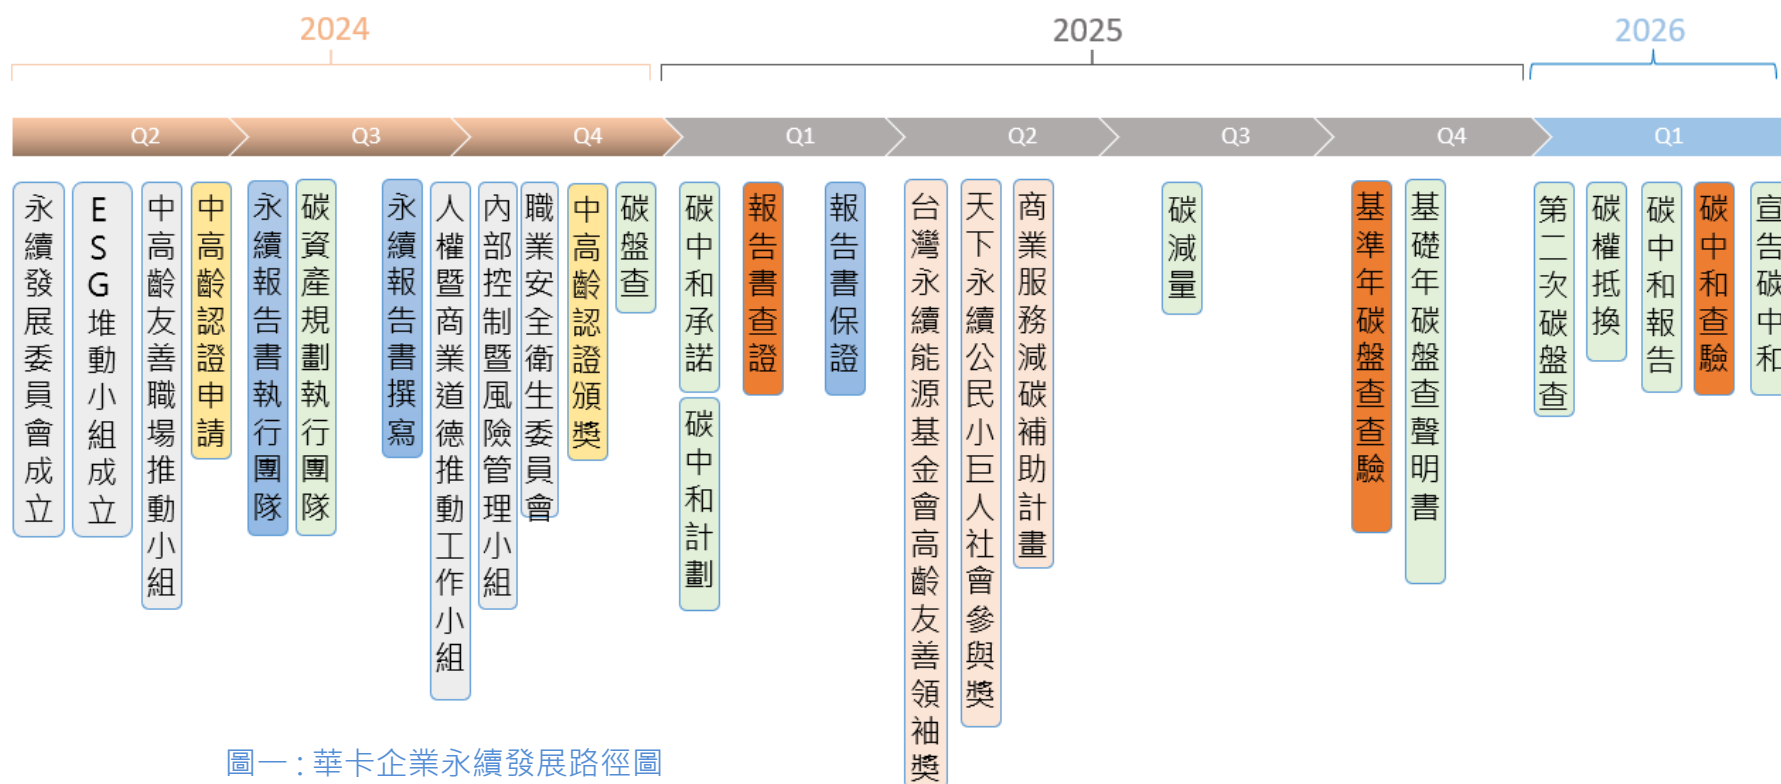 2024
2025
2026
Q2
Q3
Q4
Q1
Q2
Q3
Q4
Q1
永續發展委員會成立
ESG堆動小組成立
中高齡友善職場推動小組
中高齡認證申請
永續報告書執行團隊
碳資產規劃執行團隊
永續報告書撰寫
人權暨商業道德推動工作小組
內部控制暨風險管理小組
職業安全衛生委員會
中高齡認證頒獎
碳盤查
碳中和承諾
碳中和計劃
報告書查證
報告書保證
台灣永續能源基金會高齡友善領袖獎
天下永續公民小巨人社會參與獎
商業服務減碳補助計畫
碳減量
基準年碳盤查查驗
基礎年碳盤查聲明書
第二次碳盤查
碳權抵換
碳中和報告
碳中和查驗
宣告碳中和
圖一:華卡企業永續發展路徑圖